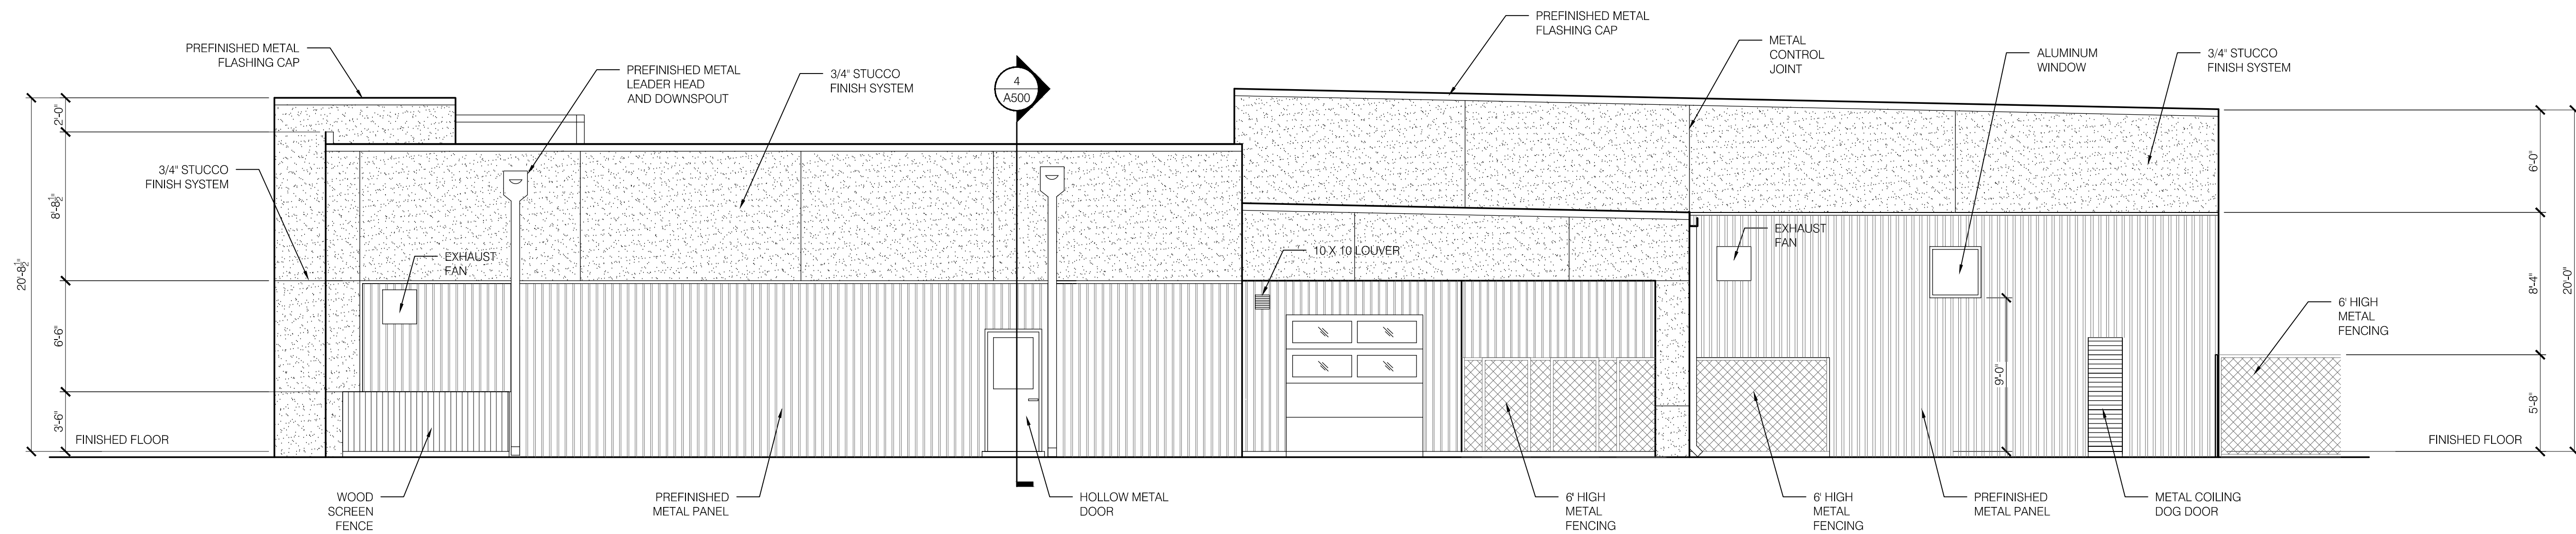 PREFINISHED METAL
FLASHING CAP
PREFINISHED METAL
LEADER HEAD
AND DOWNSPOUT
3/4" STUCCO
FINISH SYSTEM
4
A500
PREFINISHED METAL
FLASHING CAP
METAL
CONTROL
JOINT
ALUMINUM
WINDOW
3/4" STUCCO
FINISH SYSTEM
2'-0"
8'-8 1/2"
6'-6"
3'-6"
20'-8 1/2"
3/4" STUCCO
FINISH SYSTEM
EXHAUST
FAN
10 X 10 LOUVER
EXHAUST
FAN
9'-0"
6'-0"
8'-4"
5'-8"
20'-0"
6' HIGH
METAL
FENCING
FINISHED FLOOR
FINISHED FLOOR
WOOD
SCREEN
FENCE
PREFINISHED
METAL PANEL
HOLLOW METAL
DOOR
6' HIGH
METAL
FENCING
6' HIGH
METAL
FENCING
PREFINISHED
METAL PANEL
METAL COILING
DOG DOOR